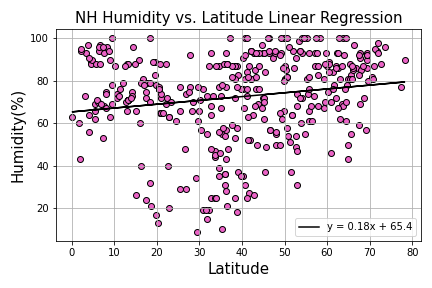 NH Humidity vs. Latitude Linear Regression
Humidity(%)
100
80
60
40
20
y = 0.18x + 65.4
0 10 20 30 40 50 60 70 80
Latitude